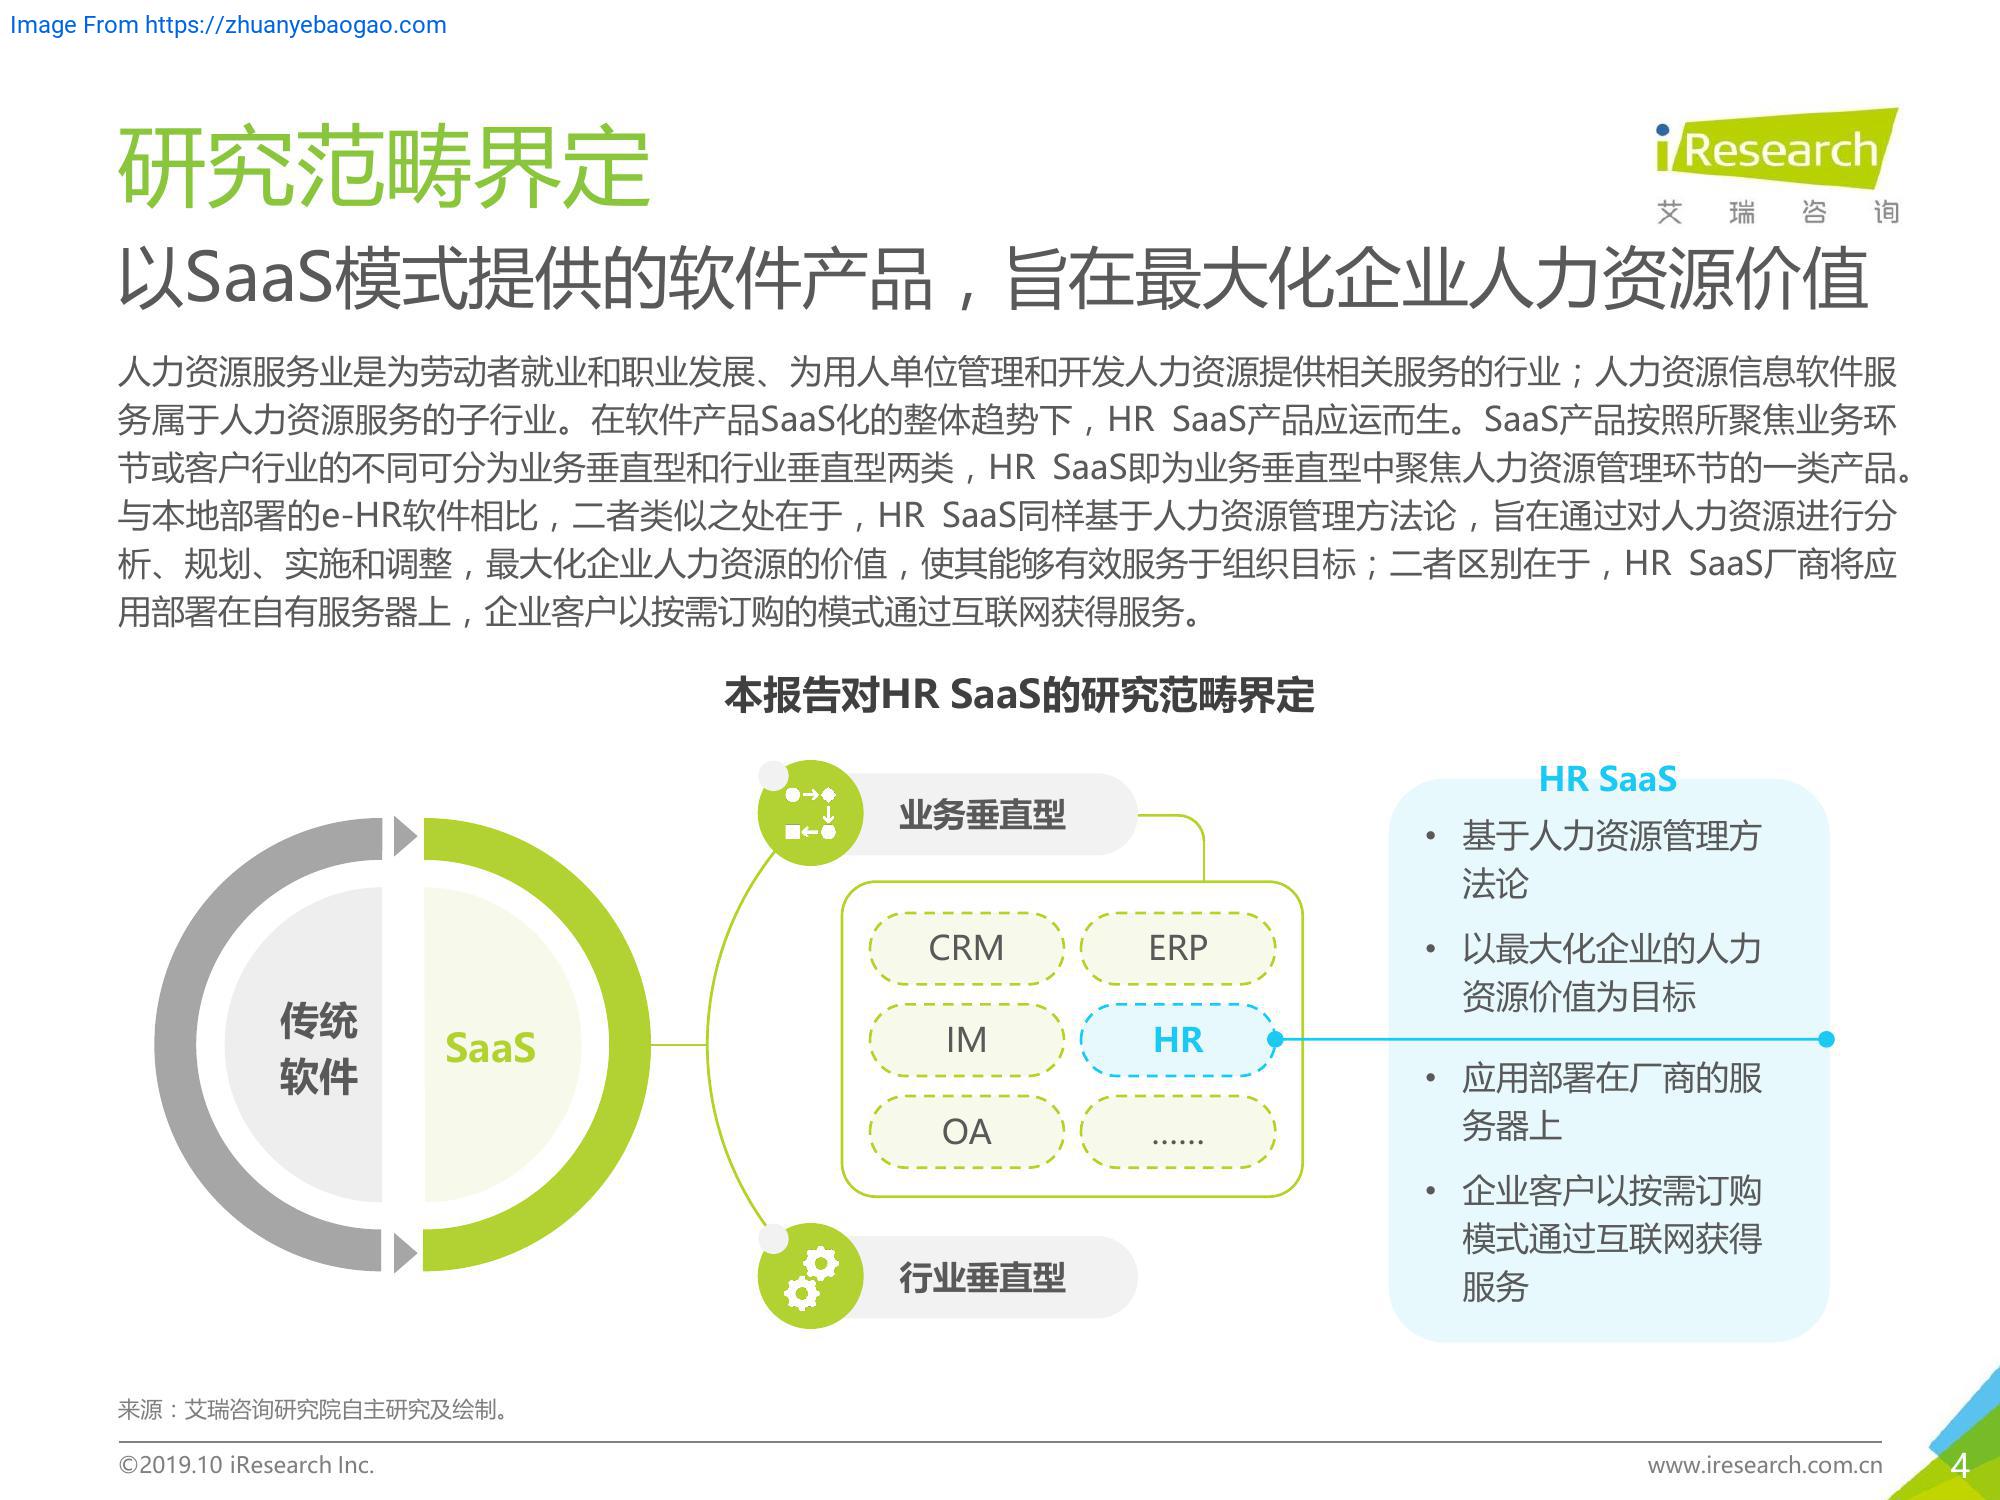 Image From https://zhuanyebaogao.com
研究范畴界定
iResearch
艾瑞咨询
以SaaS模式提供的软件产品，旨在最大化企业人力资源价值
人力资源服务业是为劳动者就业和职业发展、为用人单位管理和开发人力资源提供相关服务的行业；人力资源信息软件服
务属于人力资源服务的子行业。在软件产品SaaS化的整体趋势下，HR SaaS产品应运而生。SaaS产品按照所聚焦业务环
节或客户行业的不同可分为业务垂直型和行业垂直型两类，HR SaaS即为业务垂直型中聚焦人力资源管理环节的一类产品。
与本地部署的e-HR软件相比，二者类似之处在于，HR SaaS同样基于人力资源管理方法论，旨在通过对人力资源进行分
析、规划、实施和调整，最大化企业人力资源的价值，使其能够有效服务于组织目标；二者区别在于，HR SaaS厂商将应
用部署在自有服务器上，企业客户以按需订购的模式通过互联网获得服务。
本报告对HR SaaS的研究范畴界定
传统
软件
SaaS
业务垂直型
CRM
ERP
IM
HR
OA
……
行业垂直型
HR SaaS
• 基于人力资源管理方
法论
• 以最大化企业的人力
资源价值为目标
• 应用部署在厂商的服
务器上
• 企业客户以按需订购
模式通过互联网获得
服务
来源：艾瑞咨询研究院自主研究及绘制。
©2019.10 iResearch Inc.
www.iresearch.com.cn
4